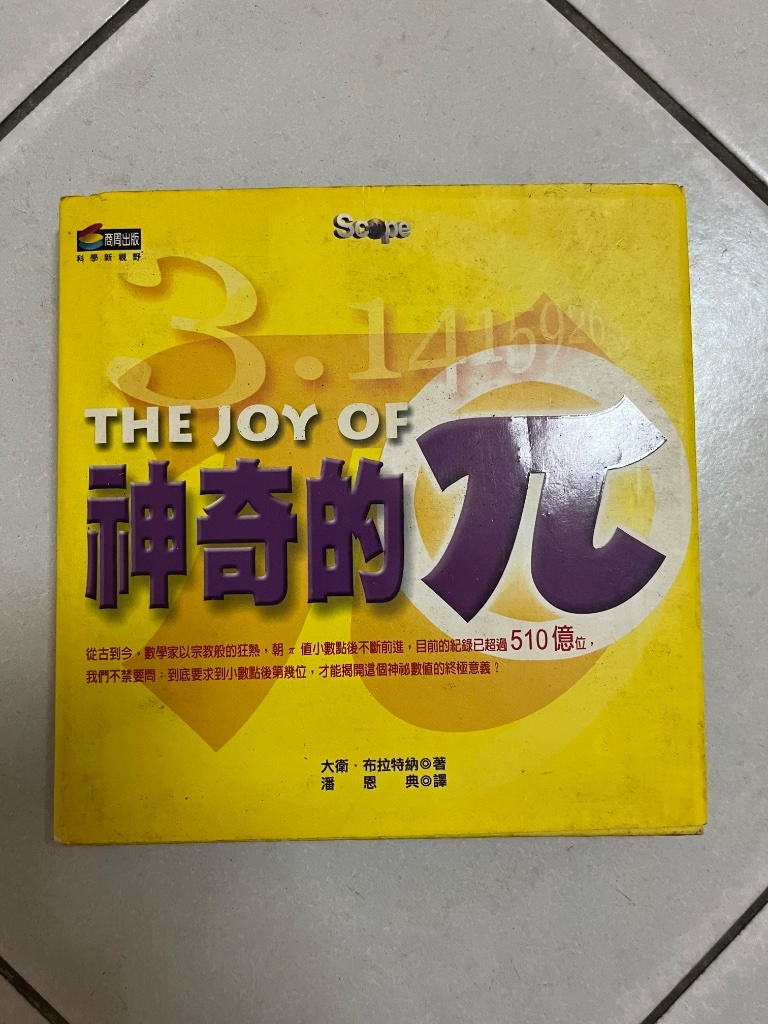 商周出版
科學新視野
Scope
3.1415926
THE JOY OF
神奇的π
從古到今，數學家以宗教般的狂熱，朝π值小數點後不斷前進，目前的紀錄已超過510億位，
我們不禁要問：到底要求到小數點後第幾位，才能揭開這個神祕數值的終極意義？
大衛．布拉特納◎著
潘恩典◎譯